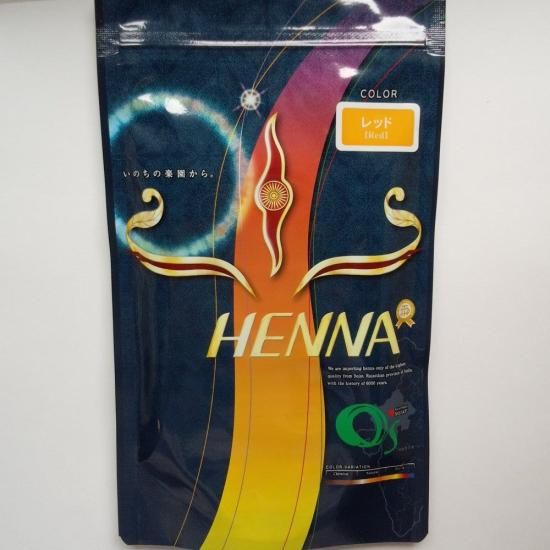 COLOR
レッド
【Red】
いのちの楽園から。
HENNA
We are importing henna only of the highest
quality from Sojat, Rajasthan province of India
with the history of 6000 years.
Q's
COLOR VARIATION